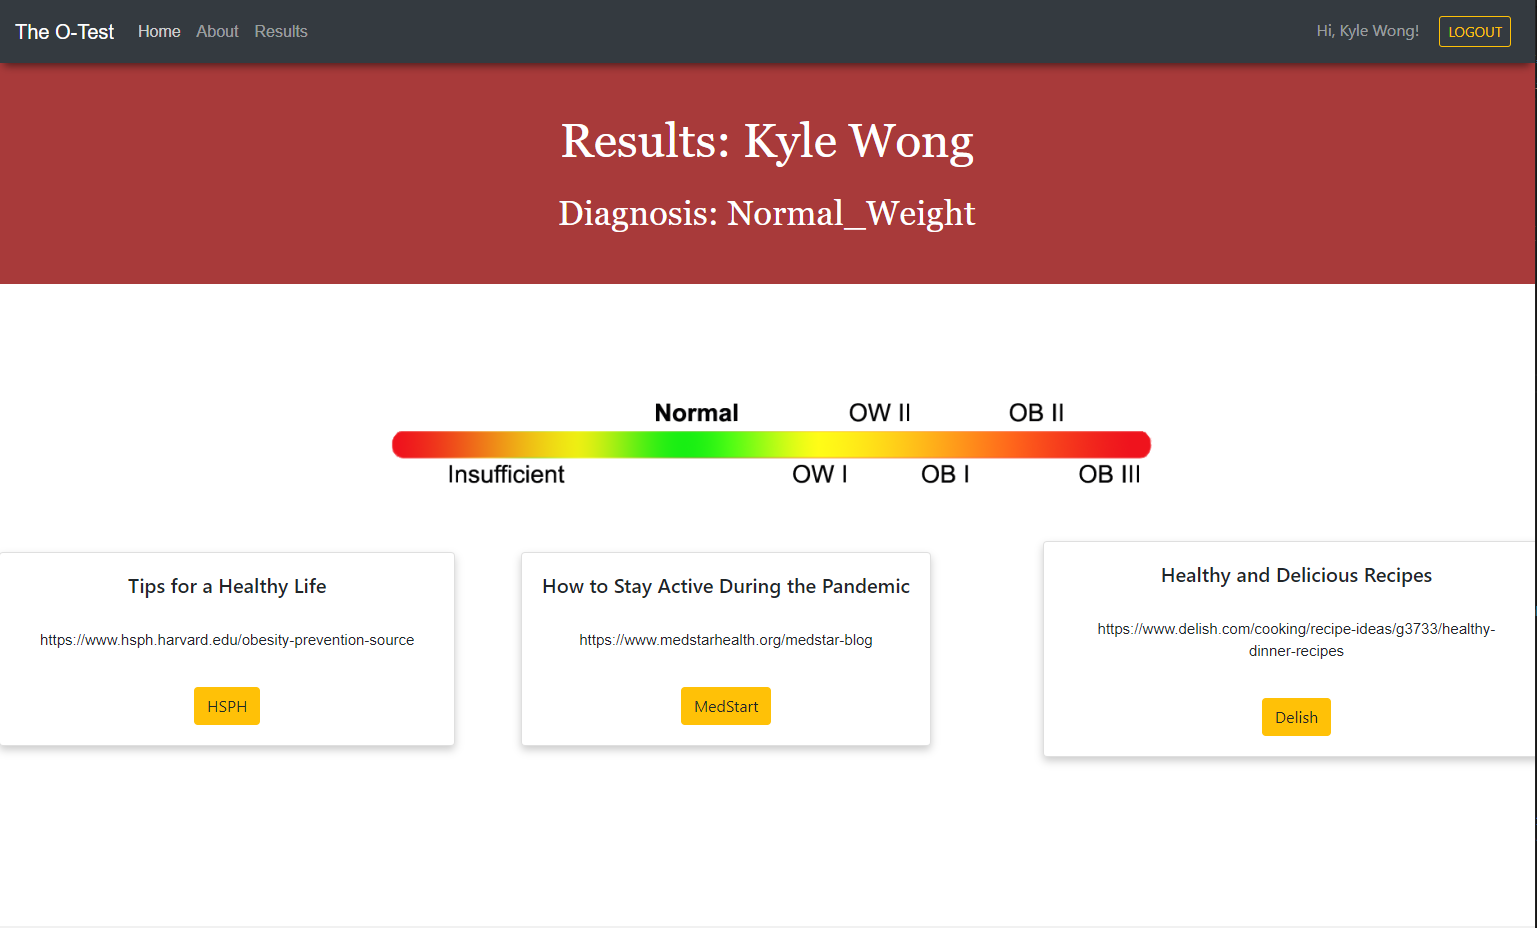 The O-Test Home About Results Hi, Kyle Wong! LOGOUT
Results: Kyle Wong
Diagnosis: Normal_Weight
Normal OW II OB II
Insufficient OW I OB I OB III
Tips for a Healthy Life
https://www.hsph.harvard.edu/obesity-prevention-source
HSPH
How to Stay Active During the Pandemic
https://www.medstarhealth.org/medstar-blog
MedStart
Healthy and Delicious Recipes
https://www.delish.com/cooking/recipe-ideas/g3733/healthy-
dinner-recipes
Delish